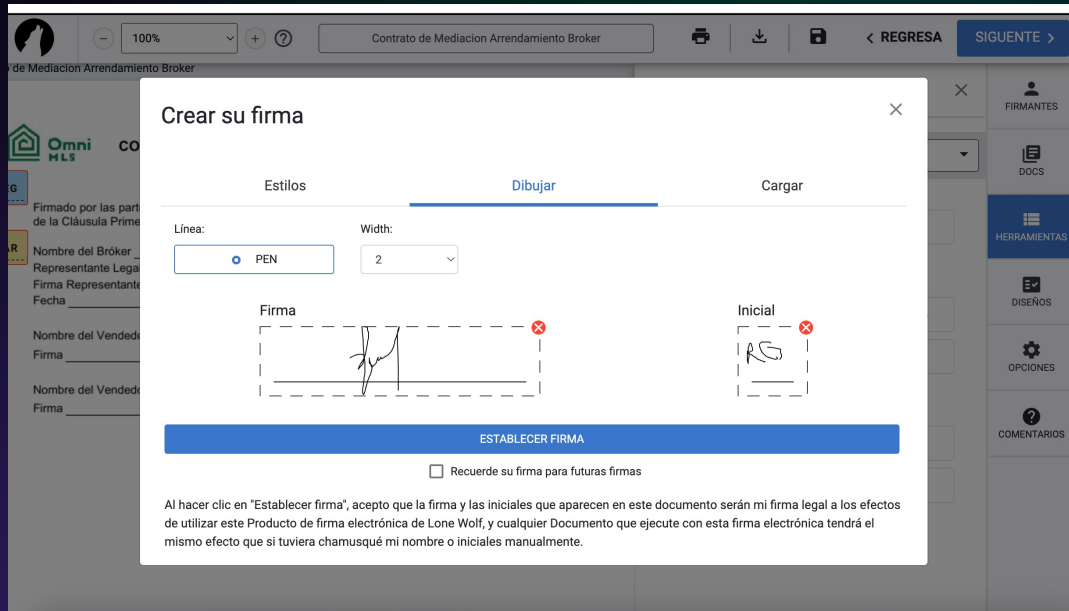 100%
Contrato de Mediacion Arrendamiento Broker
REGRESA
SIGUENTE
de Mediacion Arrendamiento Broker
Omni
MLS
CO
G
Firmado por las part
de la Cláusula Prime
AR
Nombre del Bróker
Representante Lega
Firma Representante
Fecha
Nombre del Vended
Firma
Nombre del Vended
Firma
Crear su firma
Estilos
Dibujar
Cargar
Línea:
Width:
PEN
2
Firma
Inicial
RG
ESTABLECER FIRMA
Recuerde su firma para futuras firmas
Al hacer clic en "Establecer firma", acepto que la firma y las iniciales que aparecen en este documento serán mi firma legal a los efectos
de utilizar este Producto de firma electrónica de Lone Wolf, y cualquier Documento que ejecute con esta firma electrónica tendrá el
mismo efecto que si tuviera chamusqué mi nombre o iniciales manualmente.
FIRMANTES
DOCS
HERRAMIENTAS
DISEÑOS
OPCIONES
COMENTARIOS